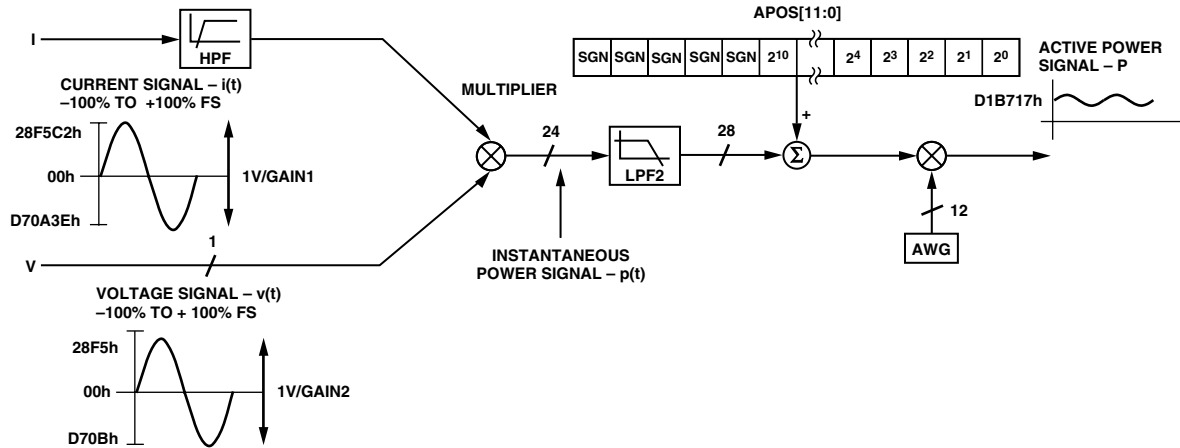 APOS[11:0]
I
HPF
SGN SGN SGN SGN SGN 2^10 2^4 2^3 2^2 2^1 2^0
ACTIVE POWER
SIGNAL – P
CURRENT SIGNAL – i(t)
–100% TO +100% FS
MULTIPLIER
D1B717h
+
28F5C2h
24
28
Σ
LPF2
00h
1V/GAIN1
D70A3Eh
12
1
INSTANTANEOUS
POWER SIGNAL – p(t)
AWG
V
VOLTAGE SIGNAL – v(t)
–100% TO + 100% FS
28F5h
00h
1V/GAIN2
D70Bh